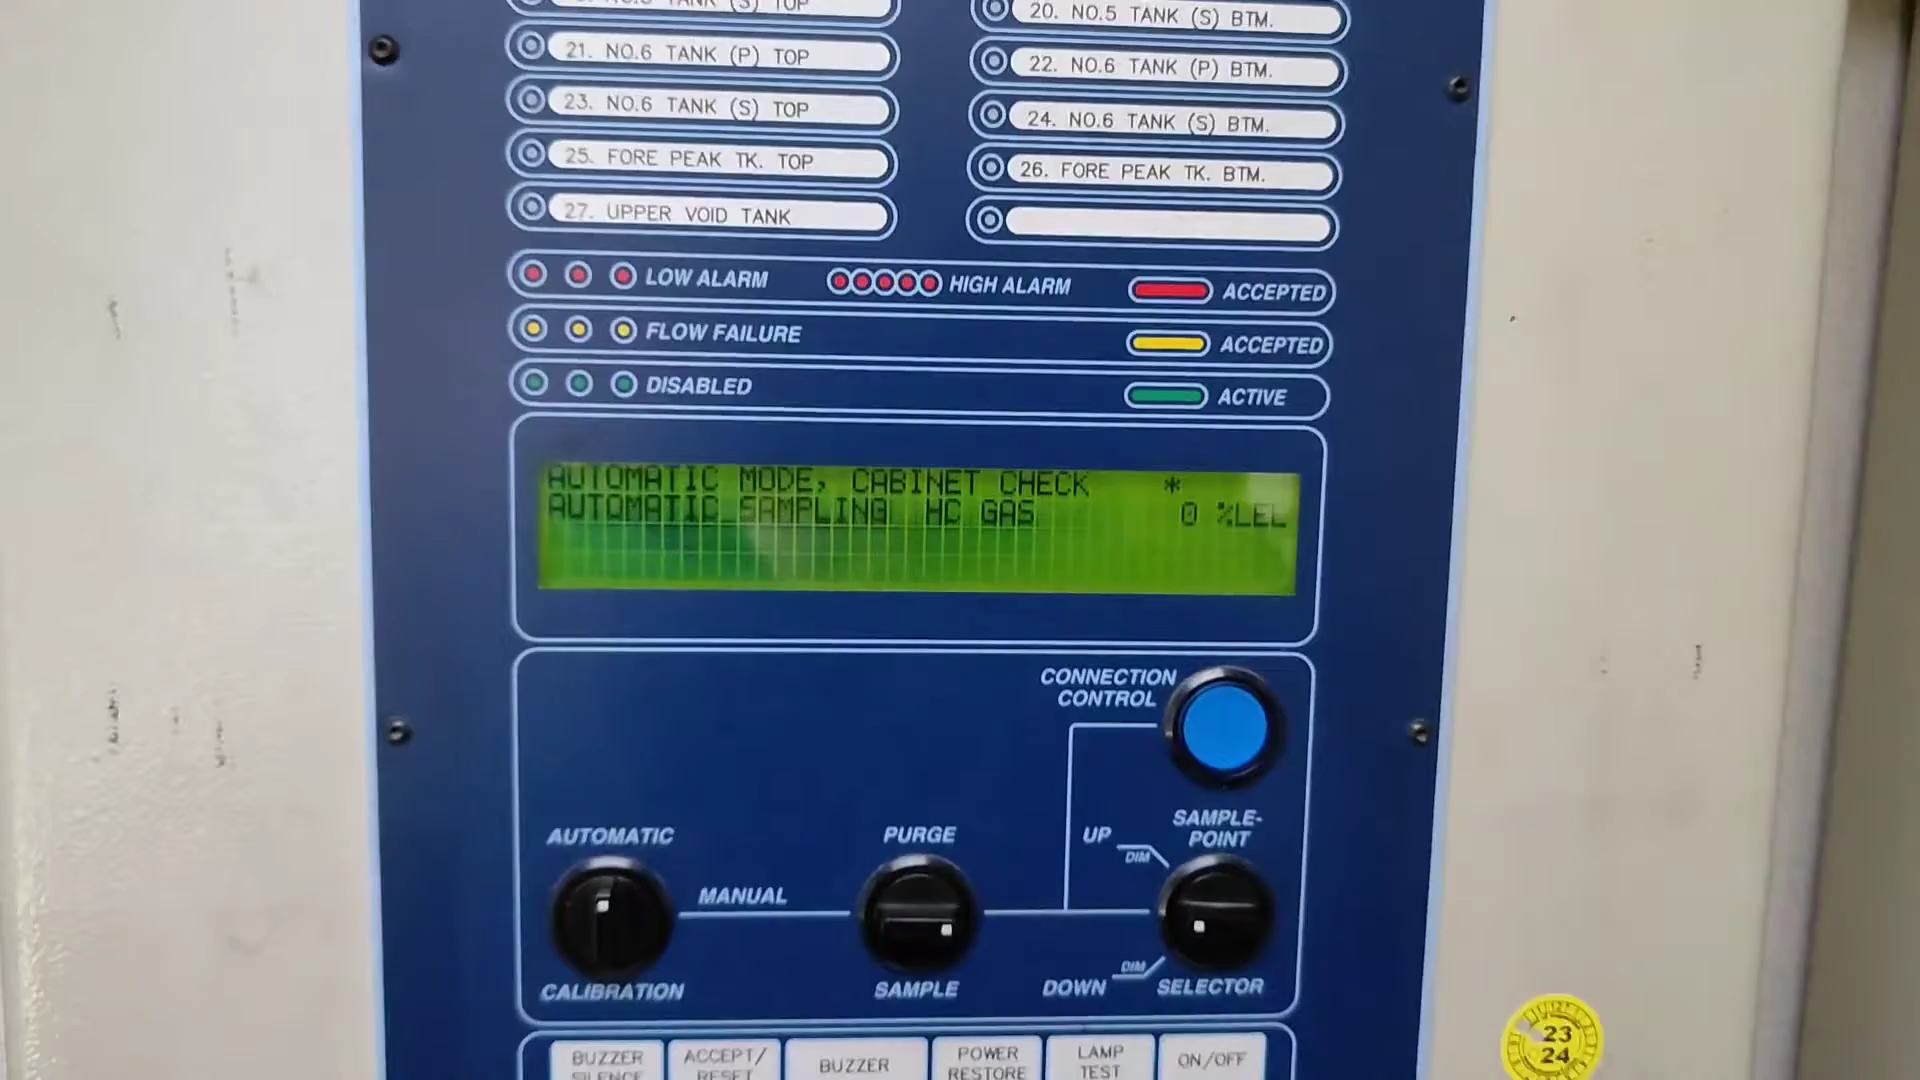 NO.5 TANK (S) TOP
20. NO.5 TANK (S) BTM.
21. NO.6 TANK (P) TOP
22. NO.6 TANK (P) BTM.
23. NO.6 TANK (S) TOP
24. NO.6 TANK (S) BTM.
25. FORE PEAK TK. TOP
26. FORE PEAK TK. BTM.
27. UPPER VOID TANK
LOW ALARM
HIGH ALARM
ACCEPTED
FLOW FAILURE
ACCEPTED
DISABLED
ACTIVE
AUTOMATIC MODE, CABINET CHECK *
AUTOMATIC SAMPLING HC GAS 0 %LEL
CONNECTION
CONTROL
AUTOMATIC
MANUAL
CALIBRATION
PURGE
SAMPLE
UP
DIM
SAMPLE-
POINT
DIM
DOWN
SELECTOR
BUZZER
SILENCE
ACCEPT/
RESET
BUZZER
POWER
RESTORE
LAMP
TEST
ON/OFF
23
24